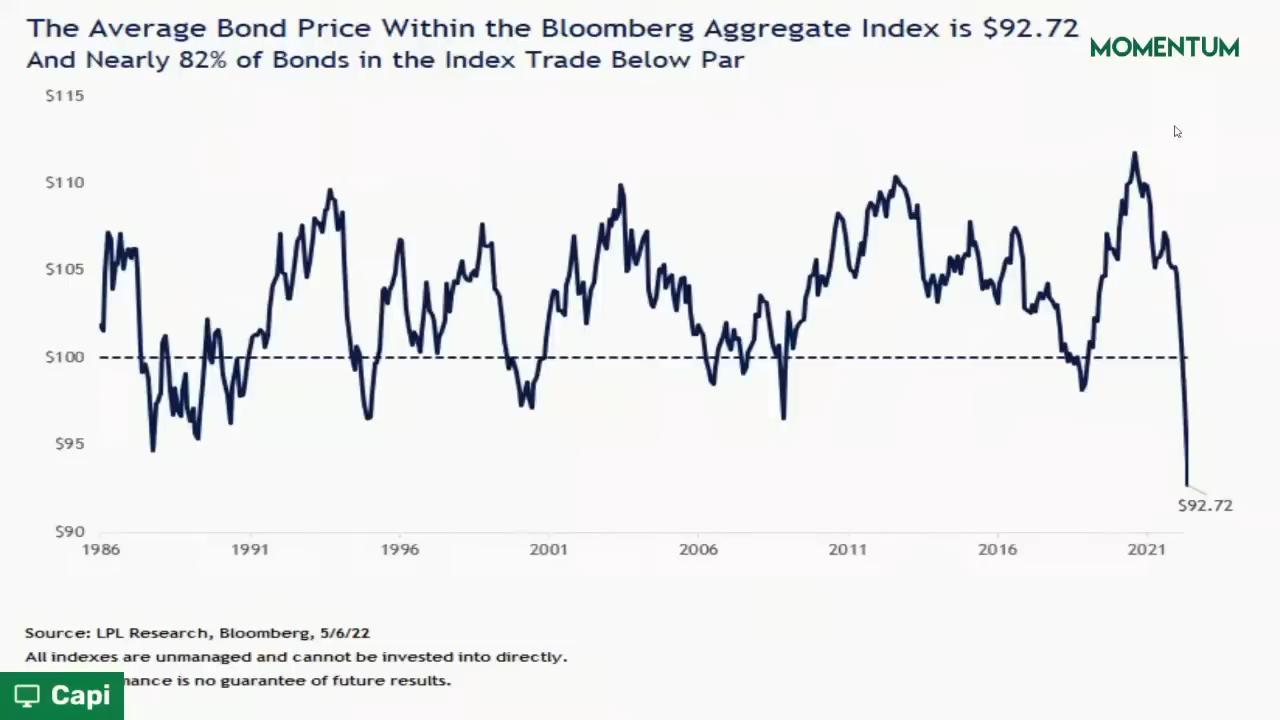 The Average Bond Price Within the Bloomberg Aggregate Index is $92.72
And Nearly 82% of Bonds in the Index Trade Below Par
MOMENTUM
$115
$110
$105
$100
$95
$90
$92.72
1986 1991 1996 2001 2006 2011 2016 2021
Source: LPL Research, Bloomberg, 5/6/22
All indexes are unmanaged and cannot be invested into directly.
is no guarantee of future results.
Capi